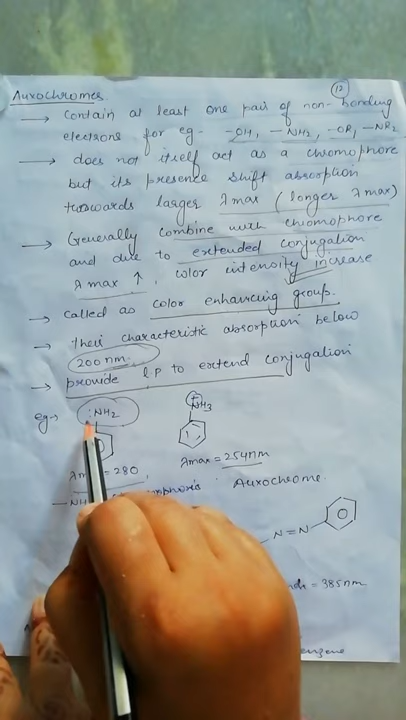 Auxochromes
12
→ contain at least one pair of non-bonding
electrons for eg- -OH, -NH2, -OR, -NR2
→ does not itself act as a chromophore
but its presence shift absorption
towards larger λmax (longer λmax)
→ Generally combine with chromophore
and due to extended conjugation
λmax ↑, color intensity increase
→ called as color enhancing group.
→ Their characteristic absorption below
200 nm.
→ provide l.p to extend conjugation
eg→ :NH2 +NH3
= 280, λmax = 254nm
-NH Auxochrome.
N=N
= 385nm